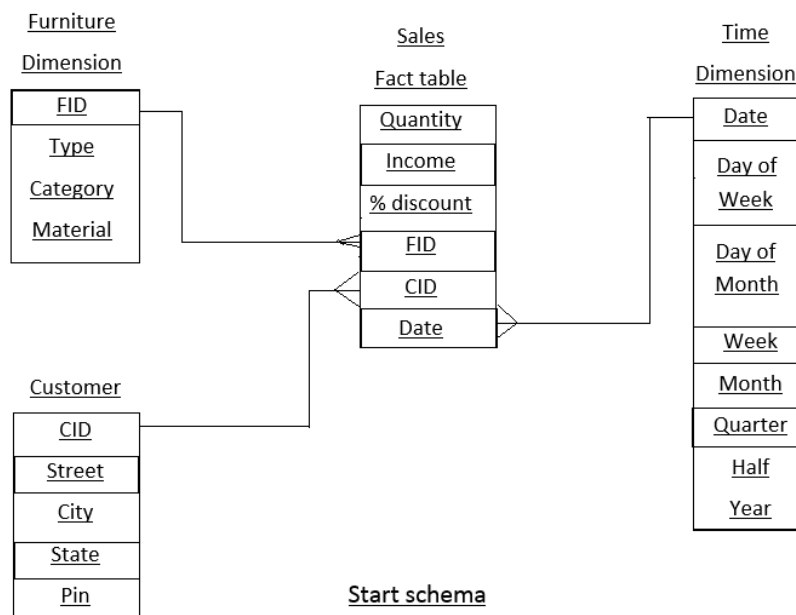 Furniture
Dimension
FID
Type
Category
Material
Sales
Fact table
Quantity
Income
% discount
FID
CID
Date
Time
Dimension
Date
Day of
Week
Day of
Month
Week
Month
Quarter
Half
Year
Customer
CID
Street
City
State
Pin
Start schema